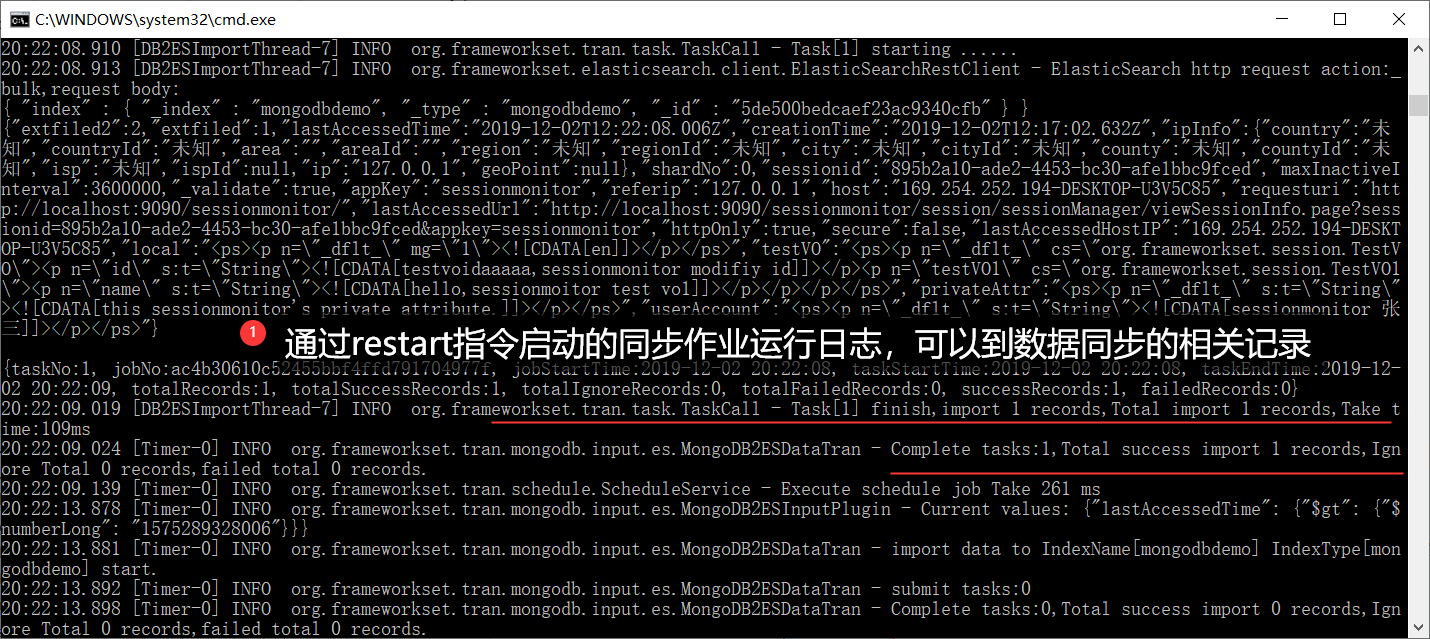 C:\WINDOWS\system32\cmd.exe
20:22:08.910 [DB2ESImportThread-7] INFO  org.frameworkset.tran.task.TaskCall - Task[1] starting ......
20:22:08.913 [DB2ESImportThread-7] INFO  org.frameworkset.elasticsearch.client.ElasticSearchRestClient - ElasticSearch http request action:_
bulk,request body:
{ "index" : { "_index" : "mongodbdemo", "_type" : "mongodbdemo", "_id" : "5de500bedcaef23ac9340cfb" } }
{"extfiled2":2,"extfiled":1,"lastAccessedTime":"2019-12-02T12:22:08.006Z","creationTime":"2019-12-02T12:17:02.632Z","ipInfo":{"country":"未
知","countryId":"未知","area":"","areaId":"","region":"未知","regionId":"未知","city":"未知","cityId":"未知","county":"未知","countyId":"未
知","isp":"未知","ispId":null,"ip":"127.0.0.1","geoPoint":null},"shardNo":0,"sessionid":"895b2a10-ade2-4453-bc30-afe1bbc9fced","maxInactiveI
nterval":3600000,"_validate":true,"appKey":"sessionmonitor","referip":"127.0.0.1","host":"169.254.252.194-DESKTOP-U3V5C85","requesturi":"htt
p://localhost:9090/sessionmonitor/","lastAccessedUrl":"http://localhost:9090/sessionmonitor/session/sessionManager/viewSessionInfo.page?sess
ionid=895b2a10-ade2-4453-bc30-afe1bbc9fced&appkey=sessionmonitor","httpOnly":true,"secure":false,"lastAccessedHostIP":"169.254.252.194-DESKT
OP-U3V5C85","local":"<ps><p n=\"_dflt_\" mg=\"1\"><![CDATA[en]]></p></ps>","testVO":"<ps><p n=\"_dflt_\" cs=\"org.frameworkset.session.TestV
O\"><p n=\"id\" s:t=\"String\"><![CDATA[testvoidaaaaa,sessionmonitor modifiy id]]></p><p n=\"testVO1\" cs=\"org.frameworkset.session.TestVO1
\"><p n=\"name\" s:t=\"String\"><![CDATA[hello,sessionmoitor test vo1]]></p></p></p></ps>","privateAttr":"<ps><p n=\"_dflt_\" s:t=\"String\"
><![CDATA[this sessionmonitor's private attribute.]]></p></ps>","userAccount":"<ps><p n=\"_dflt_\" s:t=\"String\"><![CDATA[sessionmonitor 张
三]]></p></ps>"}
1 通过restart指令启动的同步作业运行日志，可以到数据同步的相关记录
{taskNo:1, jobNo:ac4b30610c52455bbf4ffd791704977f, jobStartTime:2019-12-02 20:22:08, taskStartTime:2019-12-02 20:22:08, taskEndTime:2019-12-
02 20:22:09, totalRecords:1, totalSuccessRecords:1, totalIgnoreRecords:0, totalFailedRecords:0, successRecords:1, failedRecords:0}
20:22:09.019 [DB2ESImportThread-7] INFO  org.frameworkset.tran.task.TaskCall - Task[1] finish,import 1 records,Total import 1 records,Take t
ime:109ms
20:22:09.024 [Timer-0] INFO  org.frameworkset.tran.mongodb.input.es.MongoDB2ESDataTran - Complete tasks:1,Total success import 1 records,Ign
ore Total 0 records,failed total 0 records.
20:22:09.139 [Timer-0] INFO  org.frameworkset.tran.schedule.ScheduleService - Execute schedule job Take 261 ms
20:22:13.878 [Timer-0] INFO  org.frameworkset.tran.mongodb.input.es.MongoDB2ESInputPlugin - Current values: {"lastAccessedTime": {"$gt": {"$
numberLong": "1575289328006"}}}
20:22:13.881 [Timer-0] INFO  org.frameworkset.tran.mongodb.input.es.MongoDB2ESDataTran - import data to IndexName[mongodbdemo] IndexType[mon
godbdemo] start.
20:22:13.892 [Timer-0] INFO  org.frameworkset.tran.mongodb.input.es.MongoDB2ESDataTran - submit tasks:0
20:22:13.898 [Timer-0] INFO  org.frameworkset.tran.mongodb.input.es.MongoDB2ESDataTran - Complete tasks:0,Total success import 0 records,Ign
ore Total 0 records,failed total 0 records.